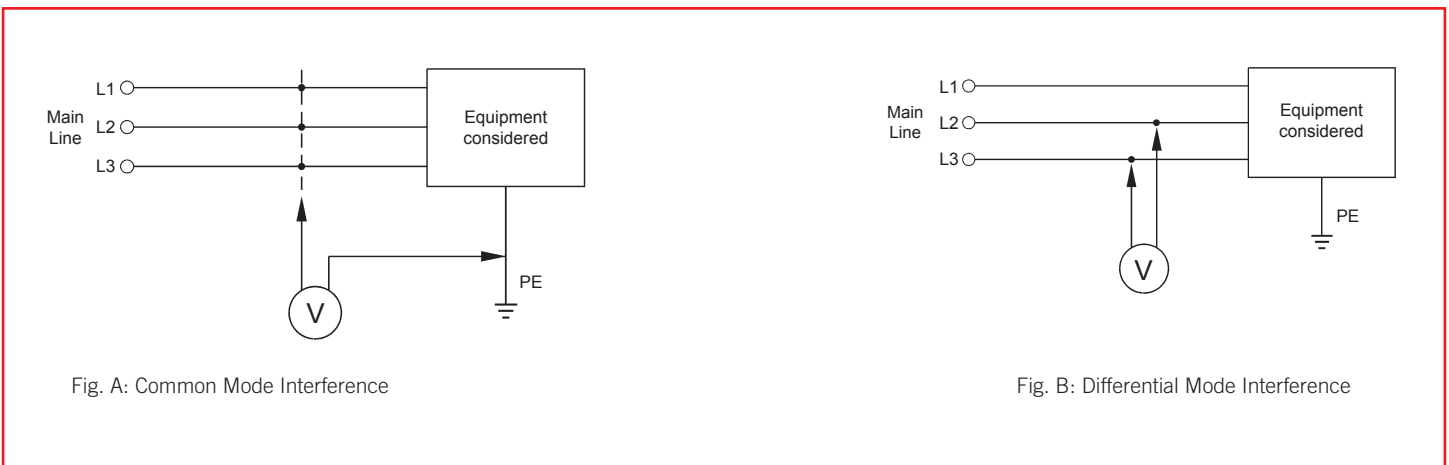 L1
Main
Line
L2
L3
Equipment
considered
PE
V
Fig. A: Common Mode Interference
L1
Main
Line
L2
L3
Equipment
considered
PE
V
Fig. B: Differential Mode Interference